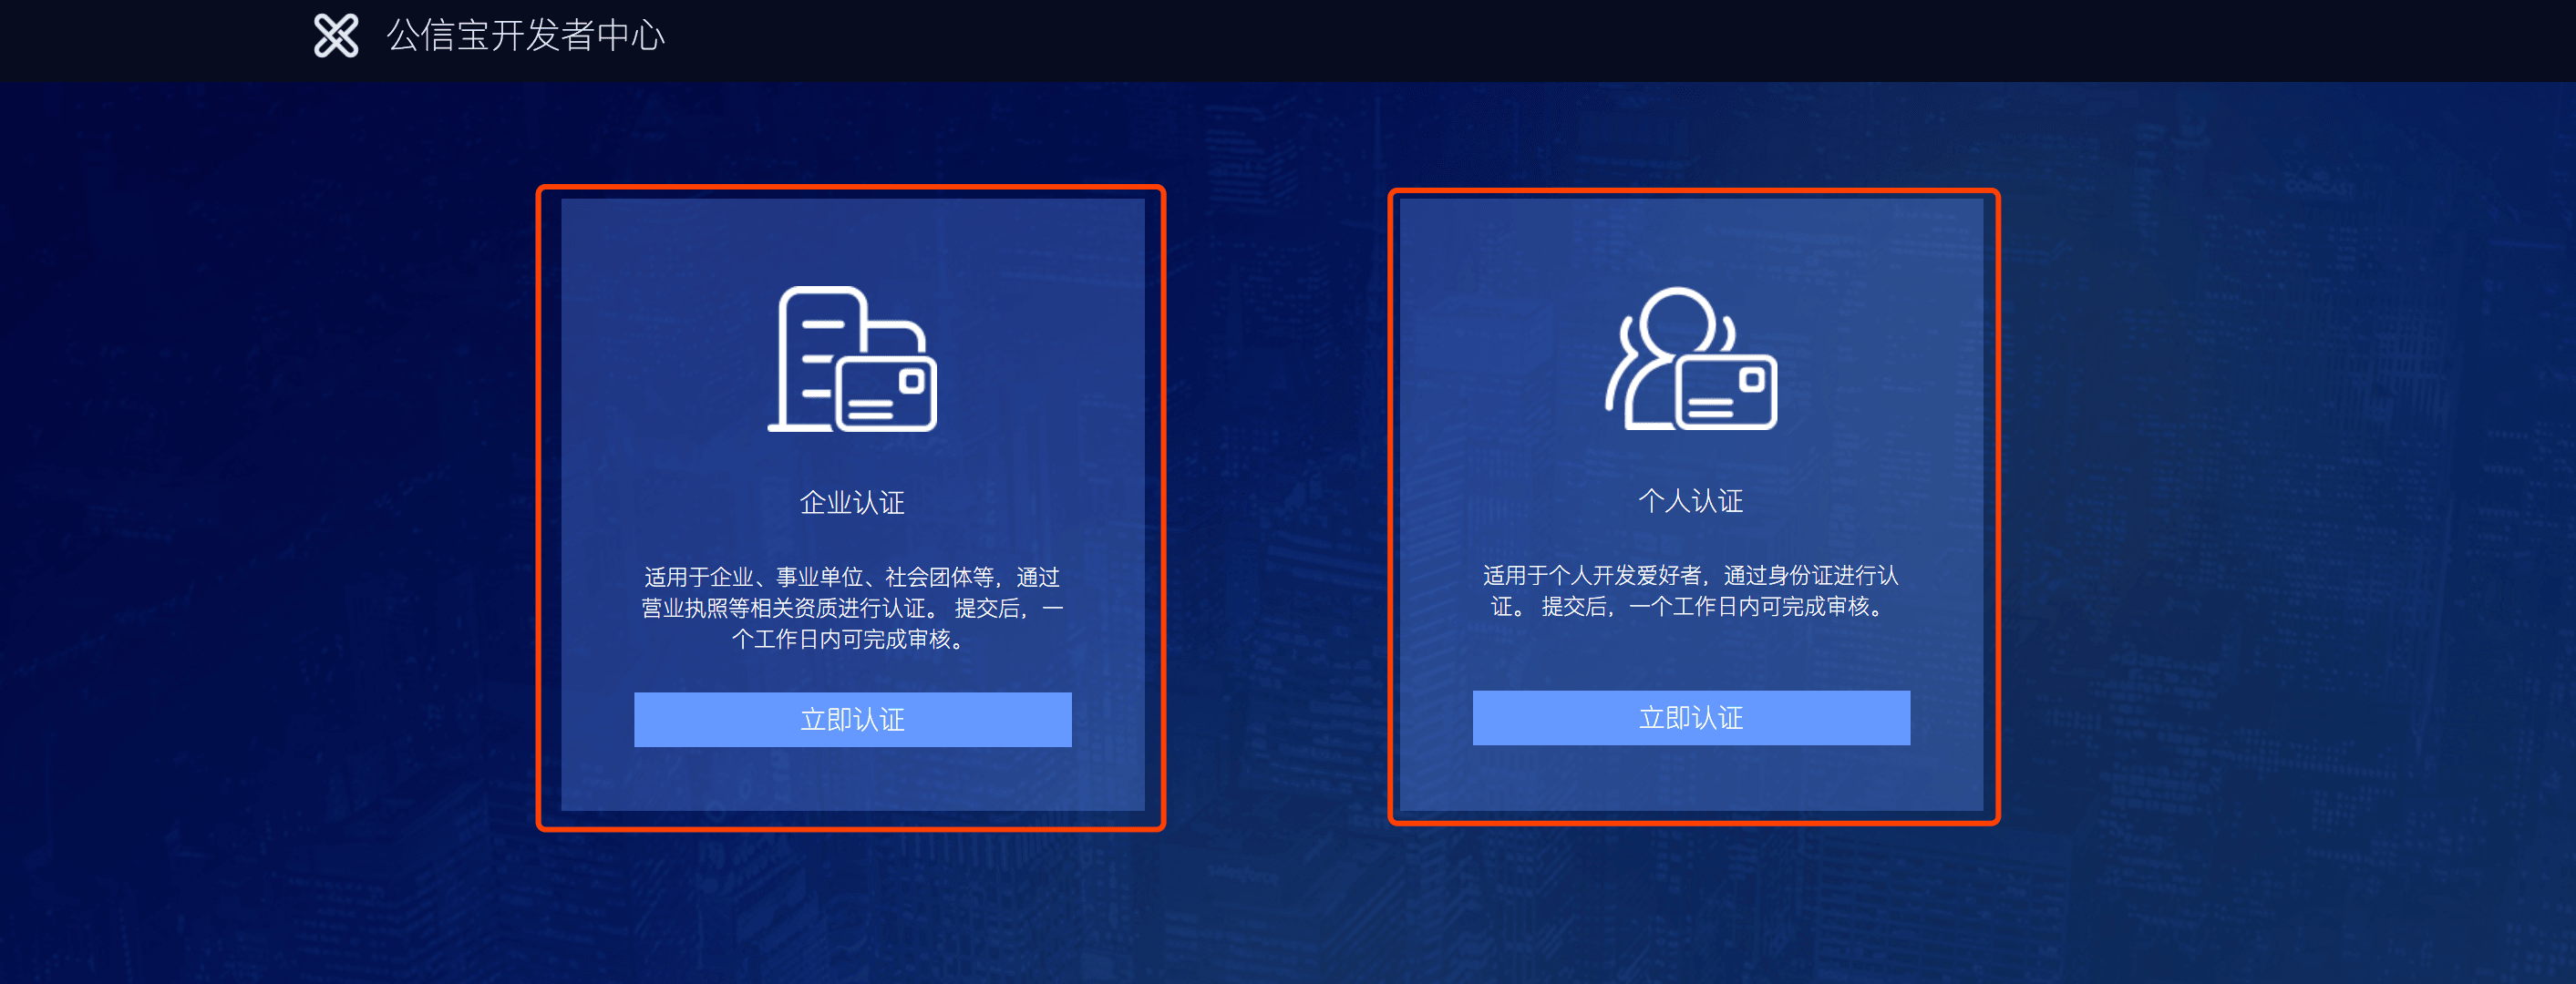 公信宝开发者中心
企业认证
适用于企业、事业单位、社会团体等，通过
营业执照等相关资质进行认证。 提交后，一
个工作日内可完成审核。
立即认证
个人认证
适用于个人开发爱好者，通过身份证进行认
证。 提交后，一个工作日内可完成审核。
立即认证
salesforce
COMCAST